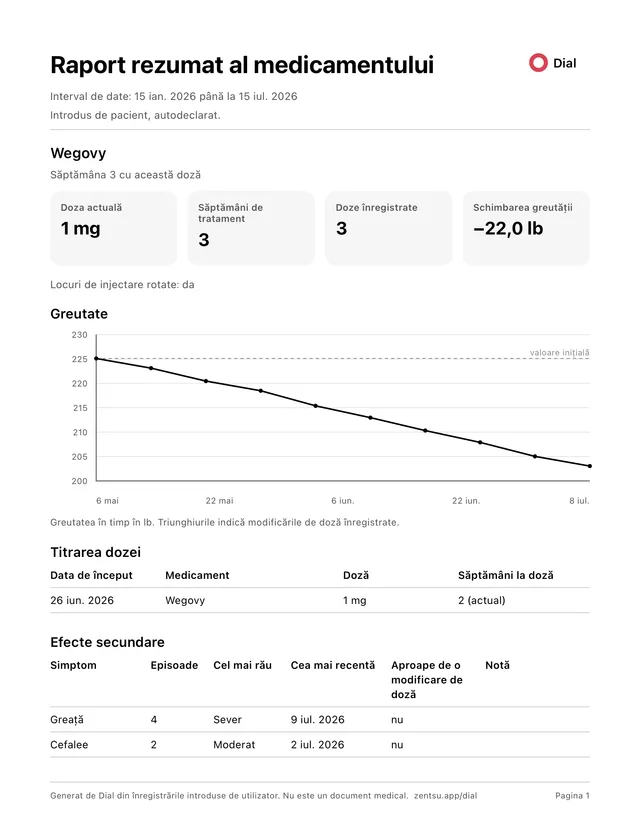 Raport rezumat al medicamentului
Dial
Interval de date: 15 ian. 2026 până la 15 iul. 2026
Introdus de pacient, autodeclarat.
Wegovy
Săptămâna 3 cu această doză
Doza actuală
1 mg
Săptămâni de
tratament
3
Doze înregistrate
3
Schimbarea greutății
−22,0 lb
Locuri de injectare rotate: da
Greutate
230
225
220
215
210
205
200
valoare inițială
6 mai
22 mai
6 iun.
22 iun.
8 iul.
Greutatea în timp în lb. Triunghiurile indică modificările de doză înregistrate.
Titrarea dozei
Data de început Medicament Doză Săptămâni la doză
26 iun. 2026 Wegovy 1 mg 2 (actual)
Efecte secundare
Simptom Episoade Cel mai rău Cea mai recentă Aproape de o Notă
modificare de
doză
Greață 4 Sever 9 iul. 2026 nu
Cefalee 2 Moderat 2 iul. 2026 nu
Generat de Dial din înregistrările introduse de utilizator. Nu este un document medical. zentsu.app/dial
Pagina 1